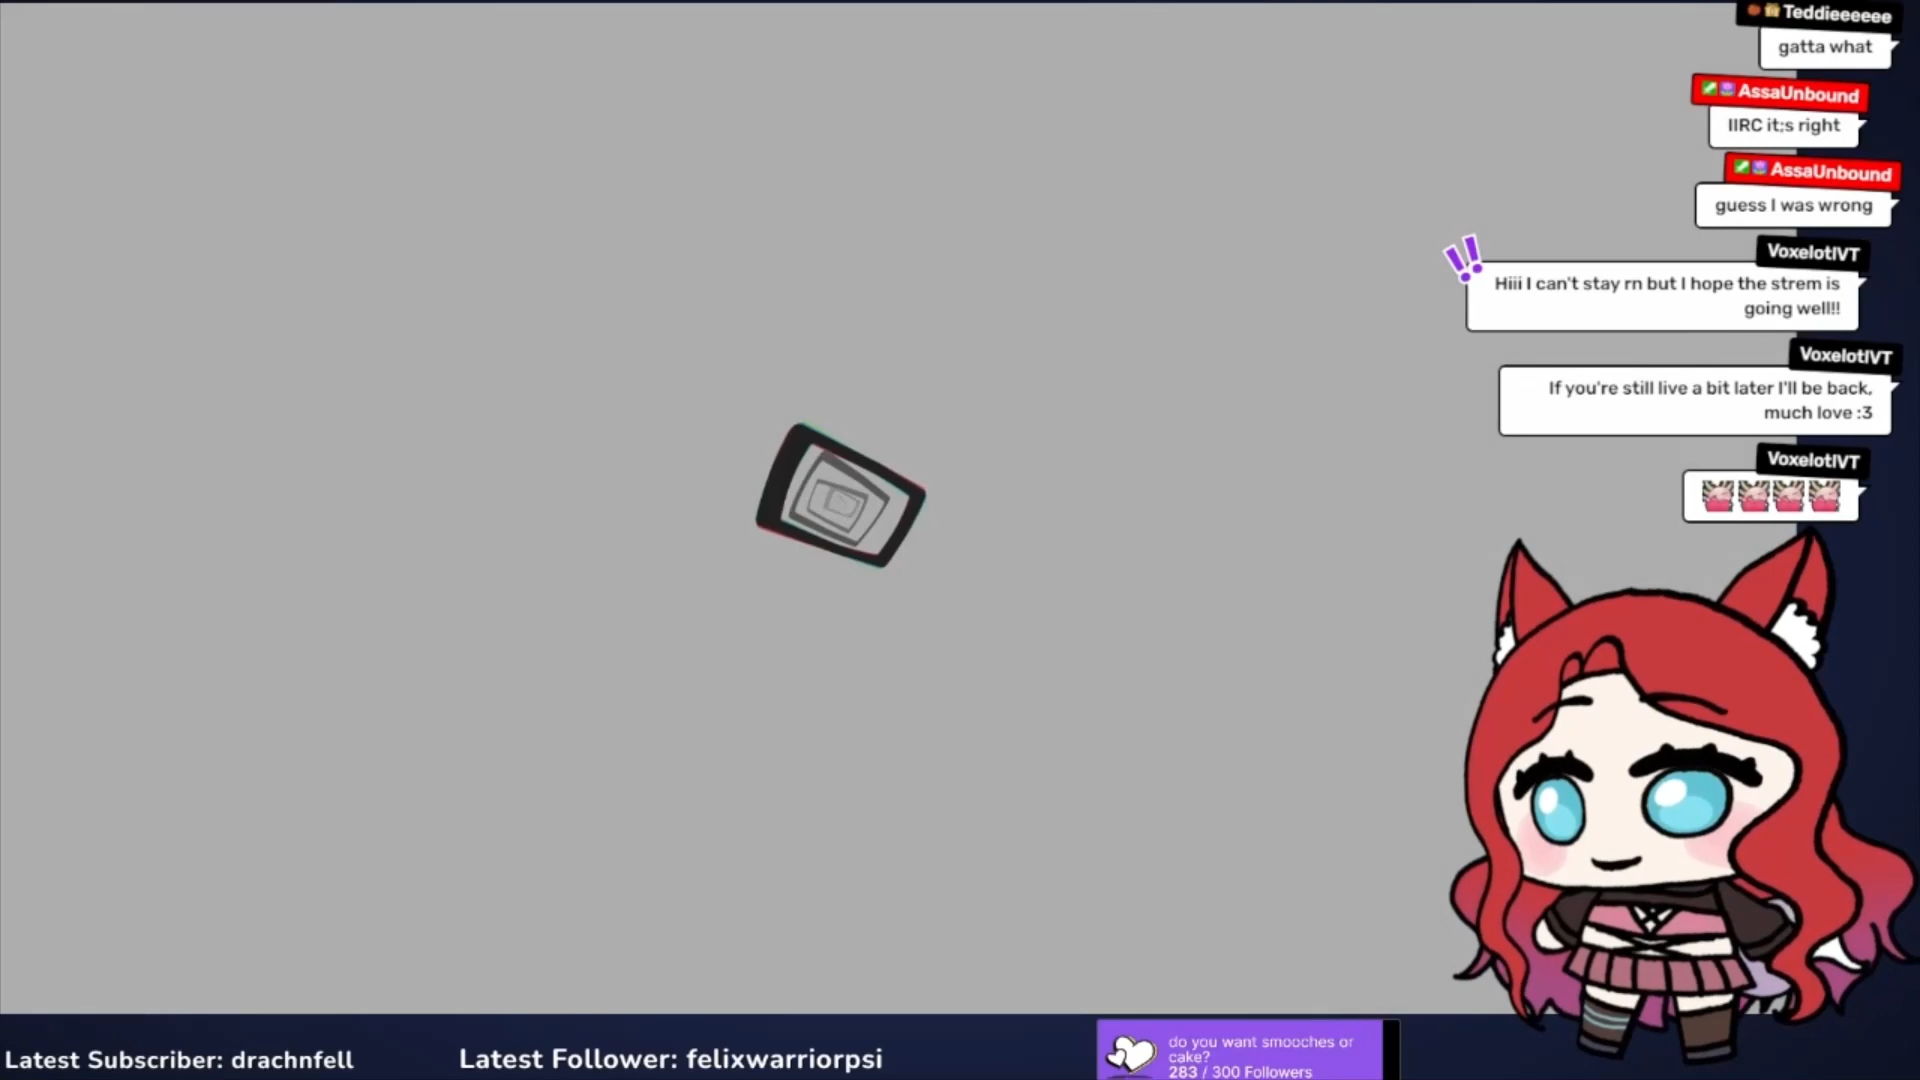 Teddieeeeee
gatta what
AssaUnbound
IIRC it;s right
AssaUnbound
guess I was wrong
VoxelotlVT
Hiii I can't stay rn but I hope the strem is
going well!!
VoxelotlVT
If you're still live a bit later I'll be back,
much love :3
VoxelotlVT
Latest Subscriber: drachnfell
Latest Follower: felixwarriorpsi
do you want smooches or
cake?
283 / 300 Followers